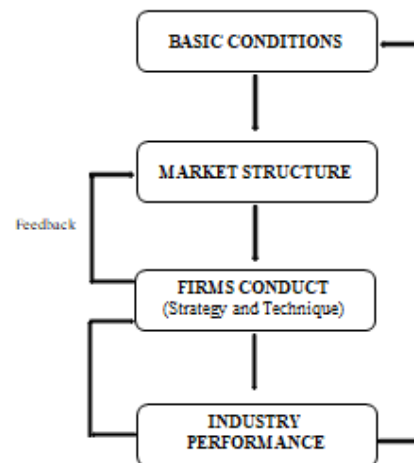 BASIC CONDITIONS
MARKET STRUCTURE
Feedback
FIRMS CONDUCT
(Strategy and Technique)
INDUSTRY
PERFORMANCE